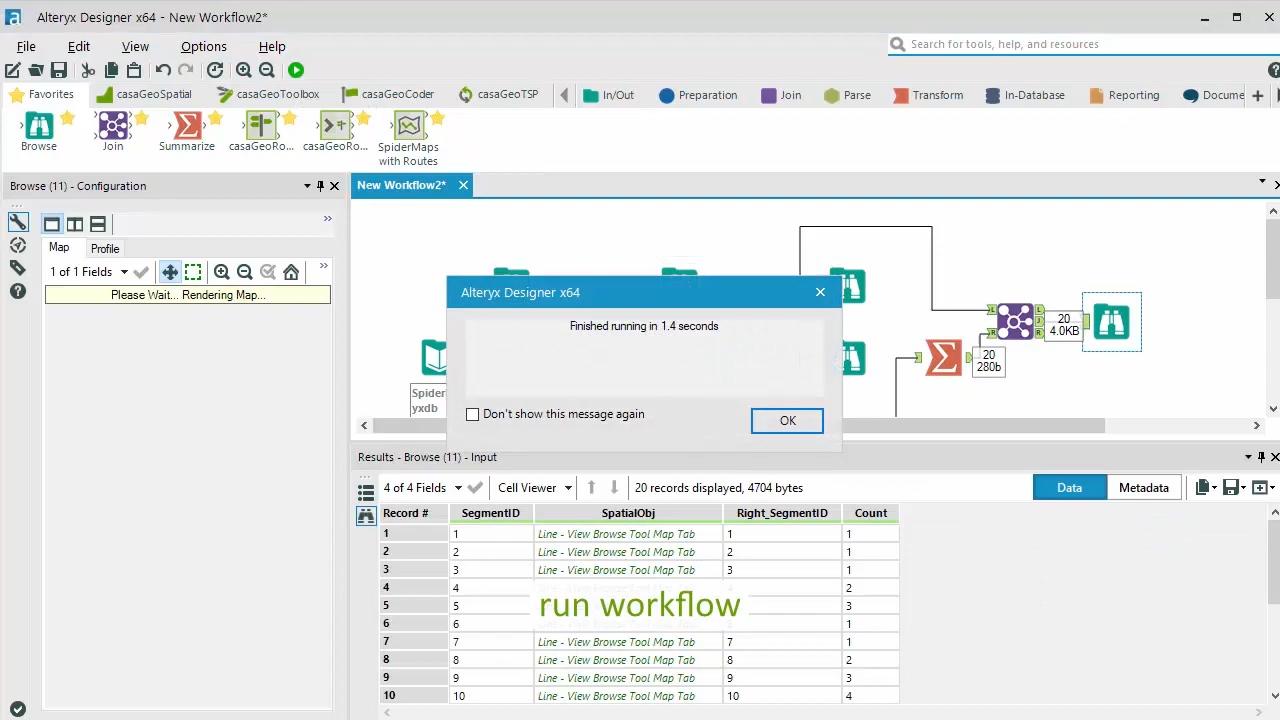 Alteryx Designer x64 - New Workflow2*
File Edit View Options Help
Search for tools, help, and resources
Favorites casaGeoSpatial casaGeoToolbox casaGeoCoder casaGeoTSP In/Out Preparation Join Parse Transform In-Database Reporting Docume
Browse Join Summarize casaGeoRo... casaGeoRo... SpiderMaps
with Routes
Browse (11) - Configuration
New Workflow2*
Map Profile
1 of 1 Fields
Please Wait... Rendering Map...
Alteryx Designer x64
Finished running in 1.4 seconds
Don't show this message again
OK
Spider
yxdb
L
R
L
J
R
20
4.0KB
20
280b
Results - Browse (11) - Input
4 of 4 Fields Cell Viewer 20 records displayed, 4704 bytes Data Metadata
Record # SegmentID SpatialObj Right_SegmentID Count
1 1 Line - View Browse Tool Map Tab 1 1
2 2 Line - View Browse Tool Map Tab 2 1
3 3 Line - View Browse Tool Map Tab 3 1
4 4 2
5 5 3
6 6 1
run workflow
7 7 Line - View Browse Tool Map Tab 7 1
8 8 Line - View Browse Tool Map Tab 8 2
9 9 Line - View Browse Tool Map Tab 9 3
10 10 Line - View Browse Tool Map Tab 10 4